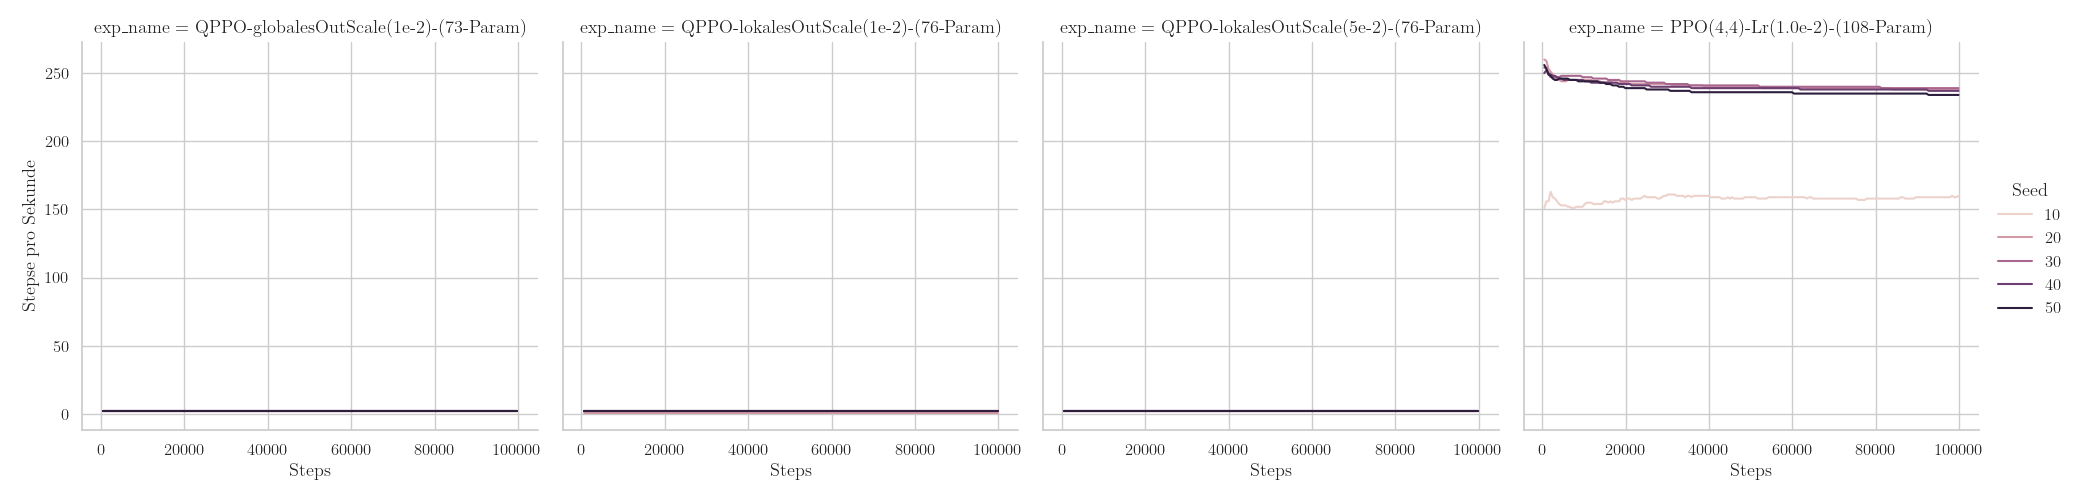 exp_name = QPPO-globalesOutScale(1e-2)-(73-Param)
exp_name = QPPO-lokalesOutScale(1e-2)-(76-Param)
exp_name = QPPO-lokalesOutScale(5e-2)-(76-Param)
exp_name = PPO(4,4)-Lr(1.0e-2)-(108-Param)
Stepse pro Sekunde
250
200
150
100
50
0
0 20000 40000 60000 80000 100000
Steps
0 20000 40000 60000 80000 100000
Steps
0 20000 40000 60000 80000 100000
Steps
0 20000 40000 60000 80000 100000
Steps
Seed
10
20
30
40
50